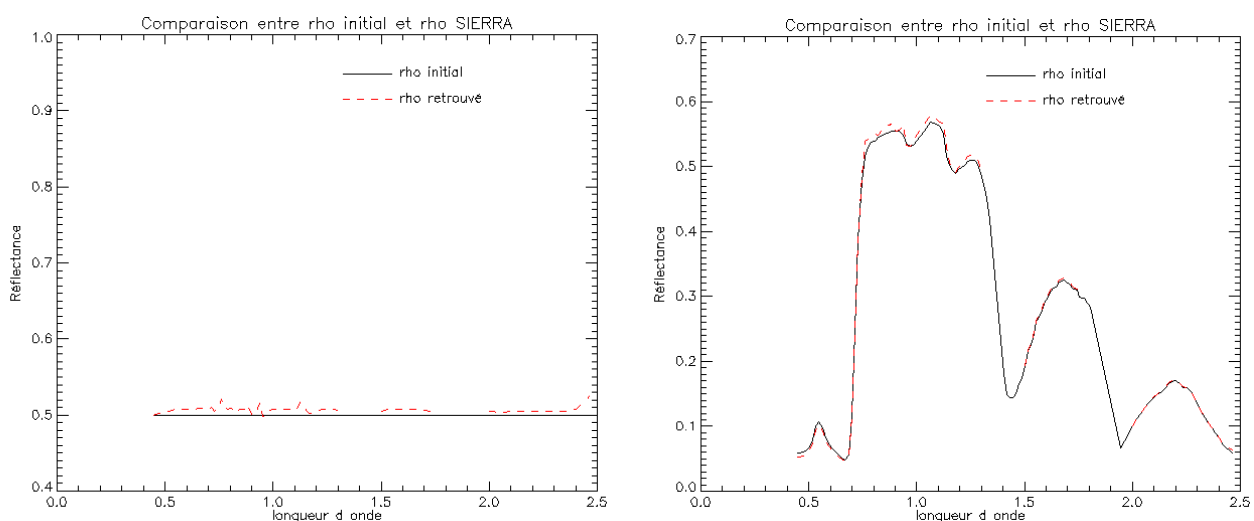 Comparaison entre rho initial et rho SIERRA
1.0
0.9
0.8
0.7
0.6
0.5
0.4
Réflectance
rho initial
rho retrouvé
0.0 0.5 1.0 1.5 2.0 2.5
longueur d onde
Comparaison entre rho initial et rho SIERRA
0.7
0.6
0.5
0.4
0.3
0.2
0.1
0.0
Réflectance
rho initial
rho retrouvé
0.0 0.5 1.0 1.5 2.0 2.5
longueur d onde